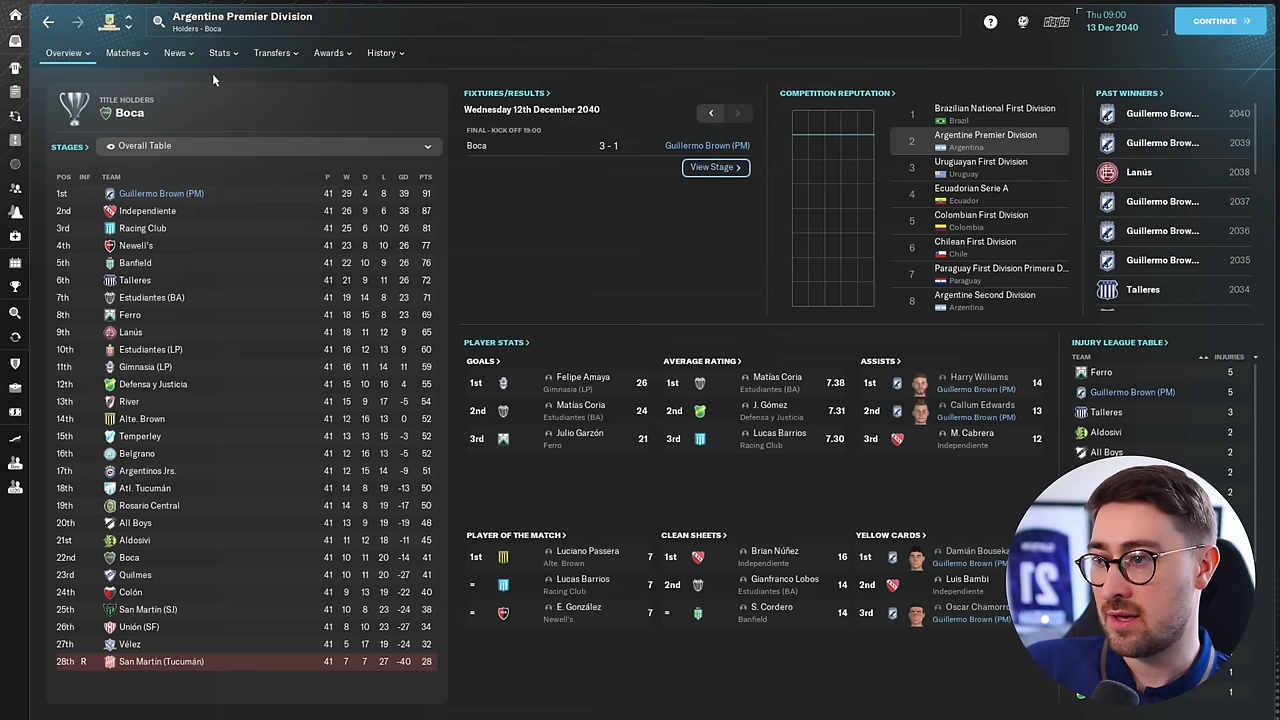 Argentine Premier Division
Holders - Boca
Thu 09:00
13 Dec 2040
CONTINUE
Overview
Matches
News
Stats
Transfers
Awards
History
TITLE HOLDERS
Boca
STAGES
Overall Table
POS INF TEAM P W D L GD PTS
1st Guillermo Brown (PM) 41 29 4 8 39 91
2nd Independiente 41 26 9 6 38 87
3rd Racing Club 41 25 6 10 26 81
4th Newell's 41 23 8 10 26 77
5th Banfield 41 22 10 9 26 76
6th Talleres 41 21 9 11 26 72
7th Estudiantes (BA) 41 19 14 8 23 71
8th Ferro 41 18 15 8 23 69
9th Lanús 41 18 11 12 9 65
10th Estudiantes (LP) 41 16 12 13 9 60
11th Gimnasia (LP) 41 16 11 14 11 59
12th Defensa y Justicia 41 15 10 16 4 55
13th River 41 15 9 17 -5 54
14th Alte. Brown 41 12 16 13 0 52
15th Temperley 41 13 13 15 -3 52
16th Belgrano 41 12 16 13 -5 52
17th Argentinos Jrs. 41 12 15 14 -9 51
18th Atl. Tucumán 41 14 8 19 -13 50
19th Rosario Central 41 14 8 19 -17 50
20th All Boys 41 13 9 19 -19 48
21st Aldosivi 41 11 12 18 -11 45
22nd Boca 41 10 11 20 -14 41
23rd Quilmes 41 10 11 20 -27 41
24th Colón 41 9 13 19 -22 40
25th San Martín (SJ) 41 10 8 23 -24 38
26th Unión (SF) 41 8 10 23 -27 34
27th Vélez 41 5 17 19 -24 32
28th R San Martín (Tucumán) 41 7 7 27 -40 28
FIXTURES/RESULTS
Wednesday 12th December 2040
FINAL - KICK OFF 19:00
Boca 3 - 1 Guillermo Brown (PM)
View Stage
COMPETITION REPUTATION
1 Brazilian National First Division
Brazil
2 Argentine Premier Division
Argentina
3 Uruguayan First Division
Uruguay
4 Ecuadorian Serie A
Ecuador
5 Colombian First Division
Colombia
6 Chilean First Division
Chile
7 Paraguay First Division Primera D...
Paraguay
8 Argentine Second Division
Argentina
PAST WINNERS
Guillermo Brow... 2040
Guillermo Brow... 2039
Lanús 2038
Guillermo Brow... 2037
Guillermo Brow... 2036
Guillermo Brow... 2035
Talleres 2034
PLAYER STATS
GOALS
1st Felipe Amaya 26
Gimnasia (LP)
2nd Matías Coria 24
Estudiantes (BA)
3rd Julio Garzón 21
Ferro
AVERAGE RATING
1st Matías Coria 7.38
Estudiantes (BA)
2nd J. Gómez 7.31
Defensa y Justicia
3rd Lucas Barrios 7.30
Racing Club
ASSISTS
1st Harry Williams 14
Guillermo Brown (PM)
2nd Callum Edwards 13
Guillermo Brown (PM)
3rd M. Cabrera 12
Independiente
PLAYER OF THE MATCH
1st Luciano Passera 7
Alte. Brown
= Lucas Barrios 7
Racing Club
= E. González 7
Newell's
CLEAN SHEETS
1st Brian Núñez 16
Independiente
2nd Gianfranco Lobos 14
Estudiantes (BA)
= S. Cordero 14
Banfield
YELLOW CARDS
1st Damián Bouseka
Guillermo Brown (PM)
2nd Luis Bambi
Independiente
3rd Oscar Chamorro
Guillermo Brown (PM)
INJURY LEAGUE TABLE
TEAM INJURIES
Ferro 5
Guillermo Brown (PM) 5
Talleres 3
Aldosivi 2
All Boys 2
2
2
1
1
21